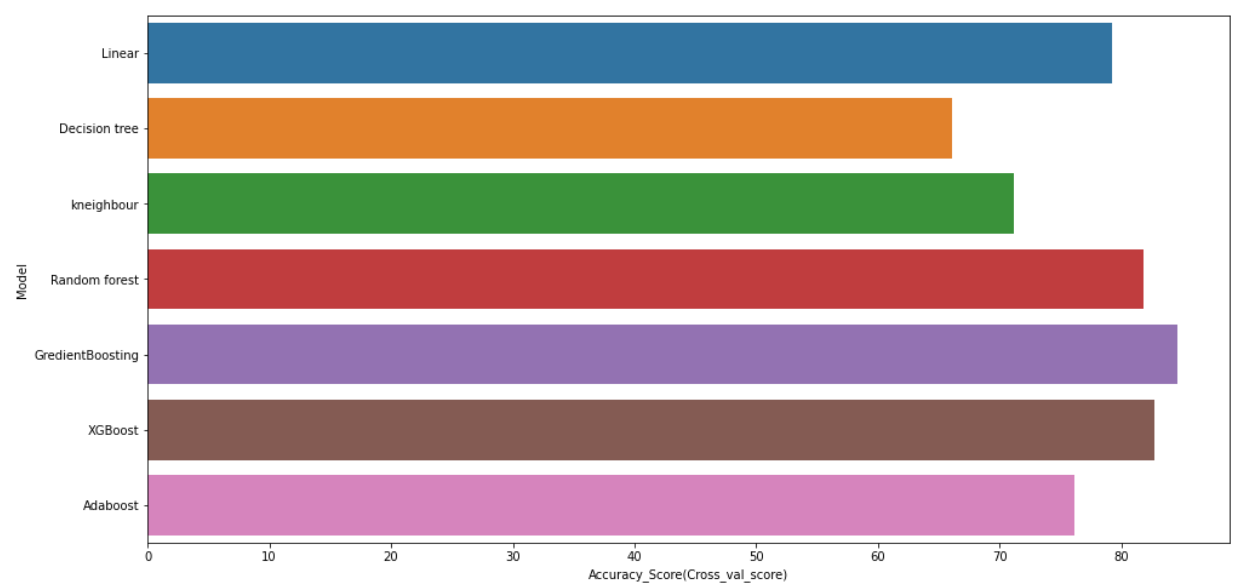 Linear
Decision tree
kneighbour
Random forest
GredientBoosting
XGBoost
Adaboost
Model
0 10 20 30 40 50 60 70 80
Accuracy_Score(Cross_val_score)